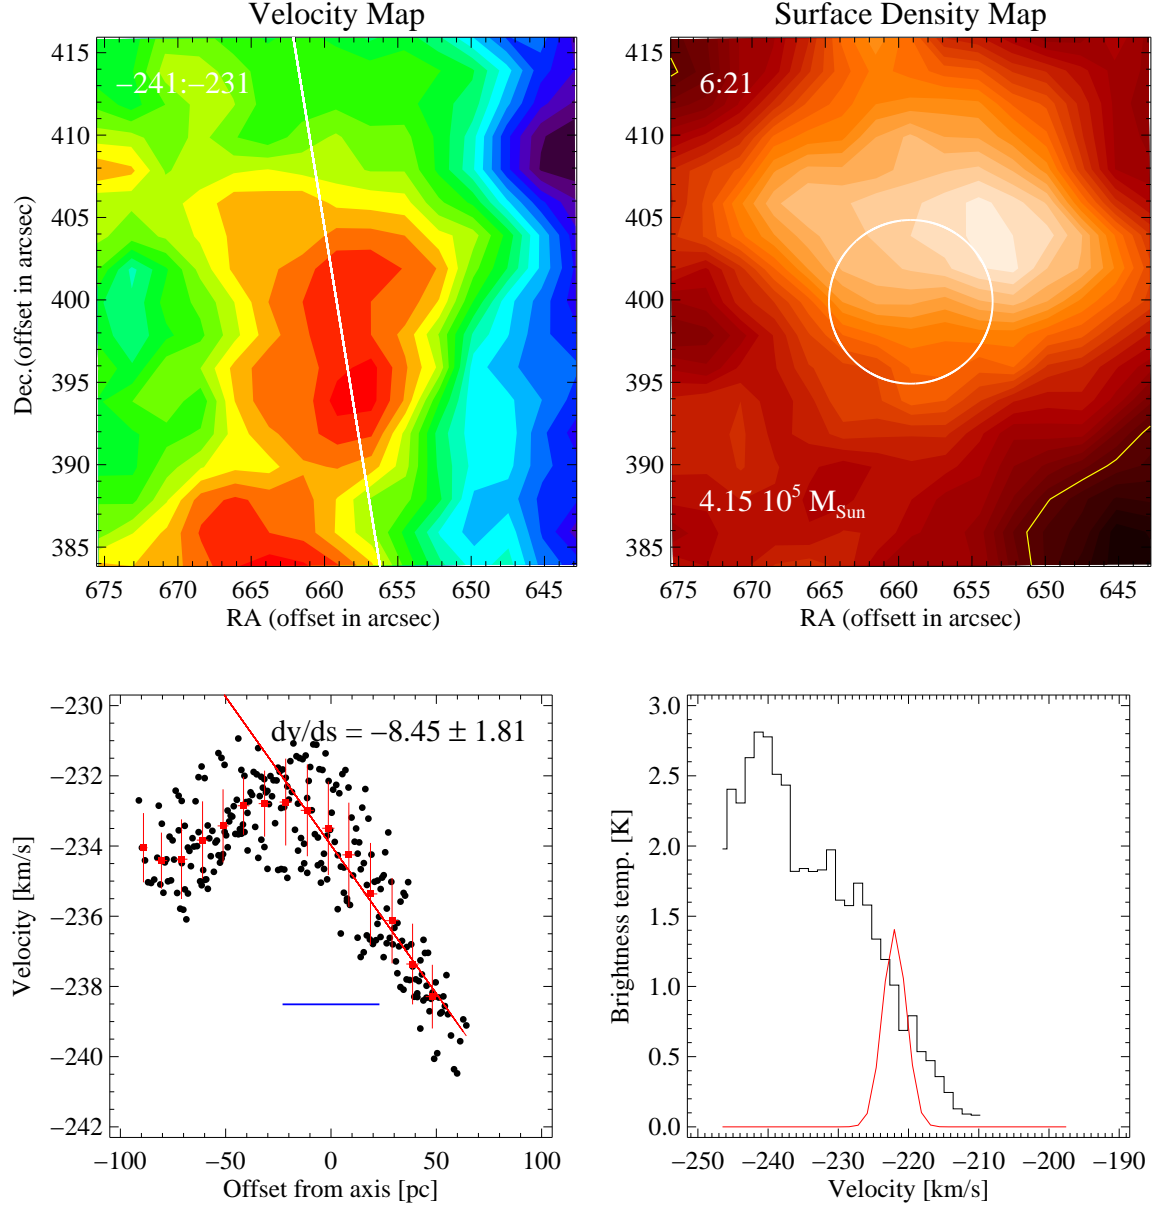 Velocity Map
Surface Density Map
−241:−231
6:21
4.15 10⁵ M_Sun
415
410
405
400
395
390
385
Dec.(offset in arcsec)
675 670 665 660 655 650 645
RA (offset in arcsec)
415
410
405
400
395
390
385
675 670 665 660 655 650 645
RA (offsett in arcsec)
dv/ds = −8.45 ± 1.81
−230
−232
−234
−236
−238
−240
−242
Velocity [km/s]
−100 −50 0 50 100
Offset from axis [pc]
3.0
2.5
2.0
1.5
1.0
0.5
0.0
Brightness temp. [K]
−250 −240 −230 −220 −210 −200 −190
Velocity [km/s]